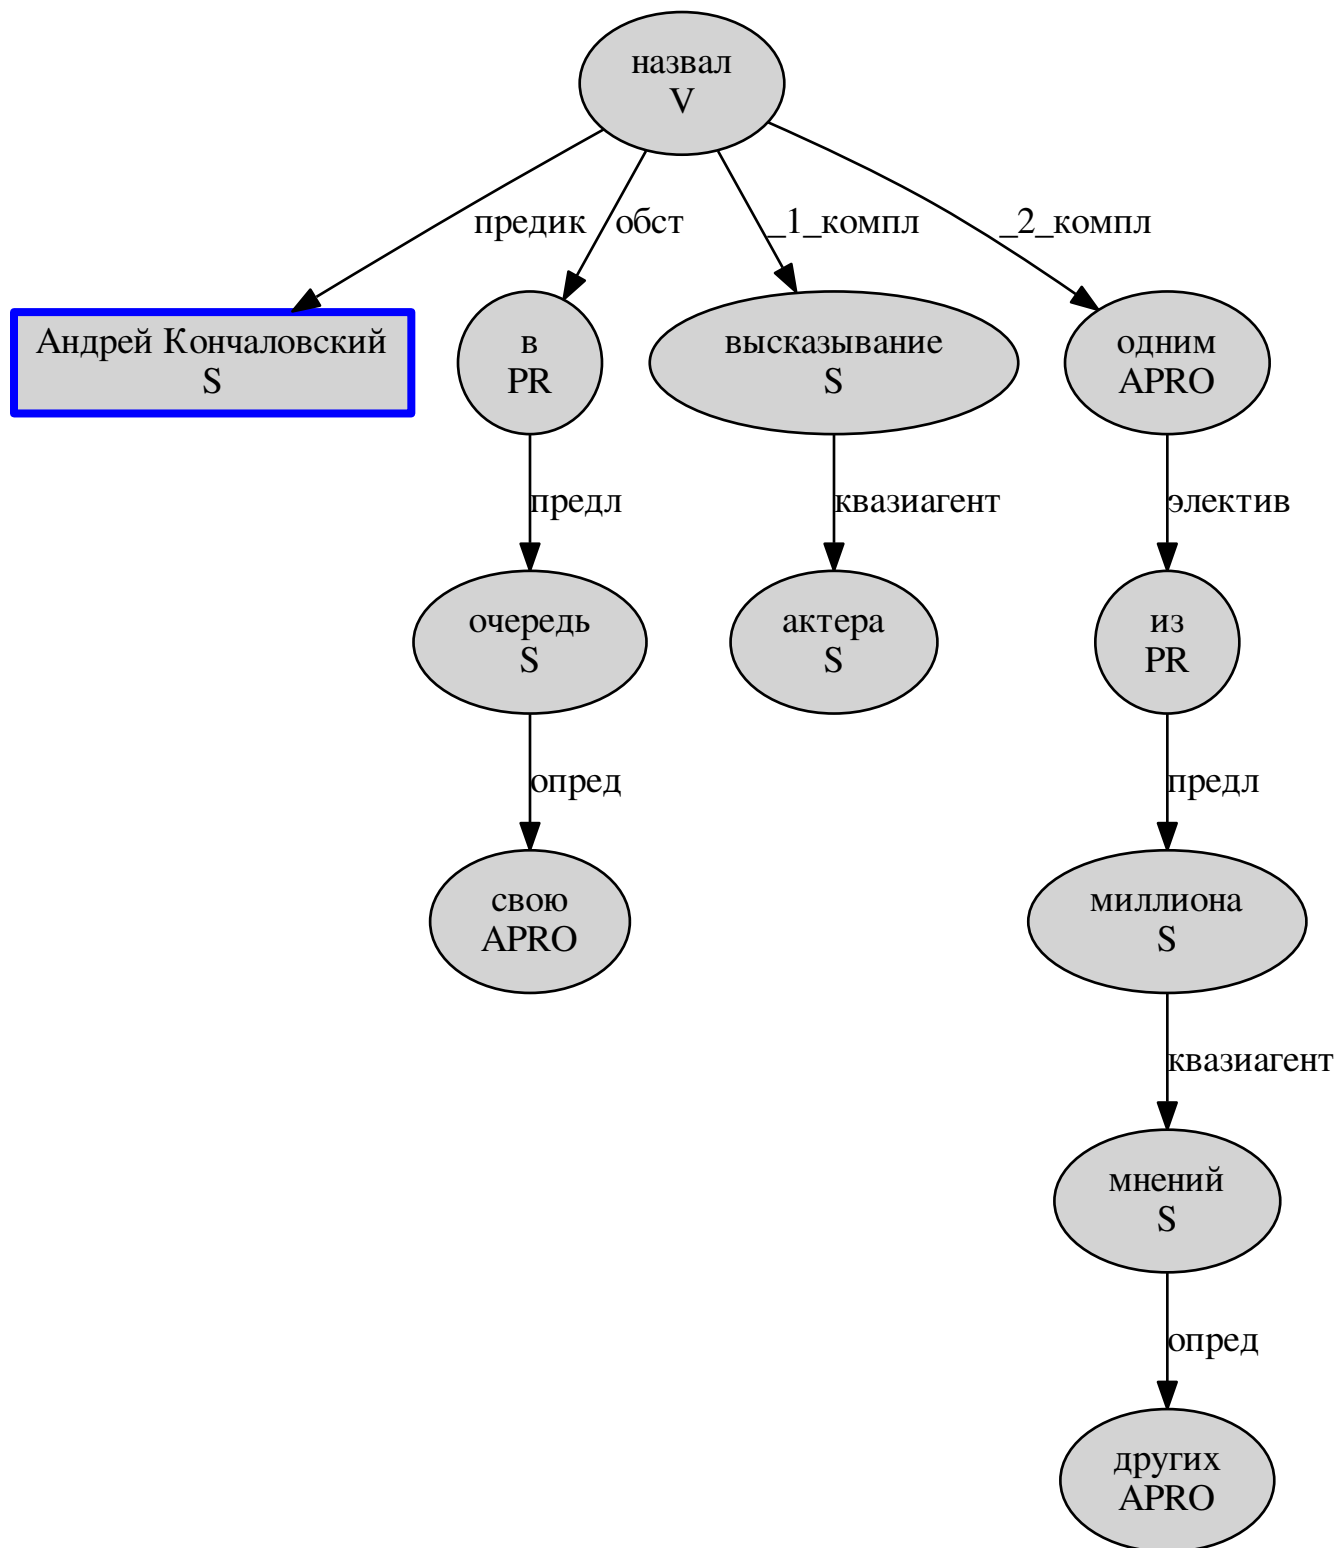 назвал
V
предик
обст
_1_компл
_2_компл
Андрей Кончаловский
S
в
PR
высказывание
S
одним
APRO
предл
квазиагент
электив
очередь
S
актера
S
из
PR
опред
предл
свою
APRO
миллиона
S
квазиагент
мнений
S
опред
других
APRO